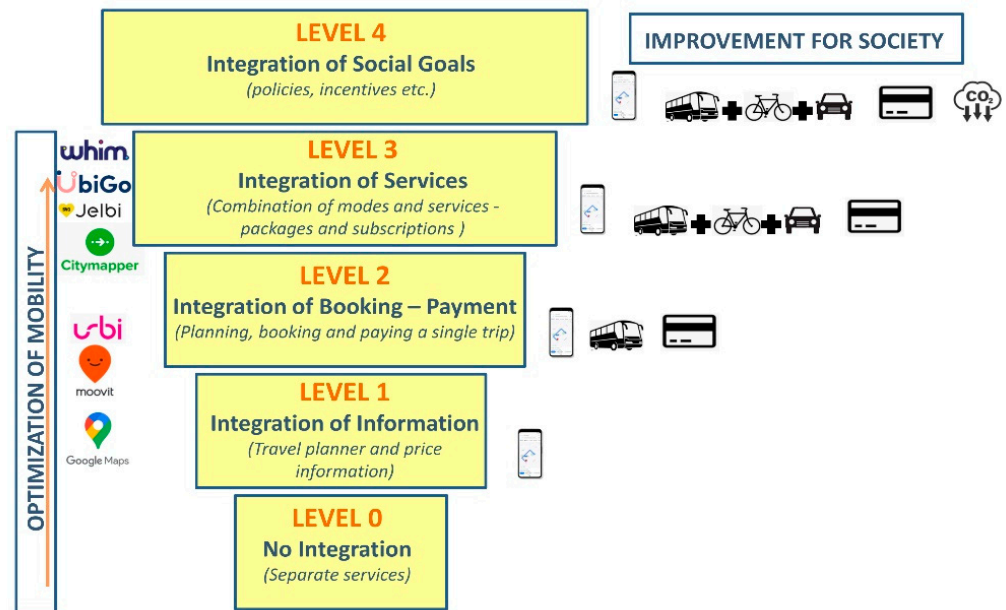 LEVEL 4
Integration of Social Goals
(policies, incentives etc.)
IMPROVEMENT FOR SOCIETY
CO₂
OPTIMIZATION OF MOBILITY
whim
UbiGo
LEVEL 3
Integration of Services
(Combination of modes and services -
packages and subscriptions )
Jelbi
Citymapper
LEVEL 2
Integration of Booking – Payment
(Planning, booking and paying a single trip)
urbi
moovit
LEVEL 1
Integration of Information
(Travel planner and price
information)
Google Maps
LEVEL 0
No Integration
(Separate services)